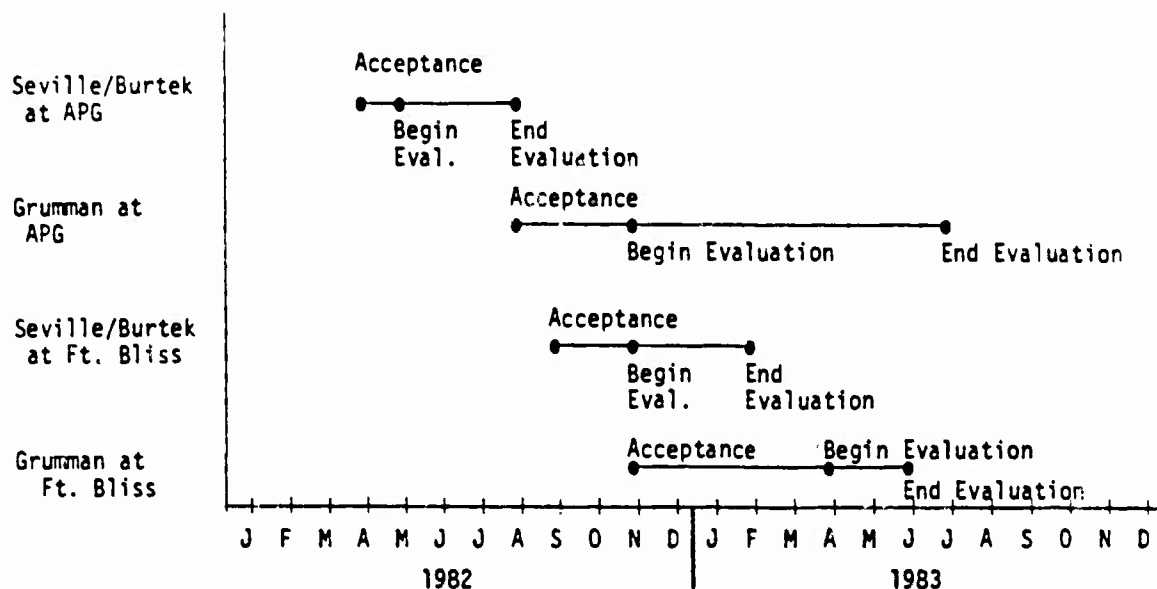 Acceptance
Seville/Burtek
at APG
Begin
Eval.
End
Evaluation
Grumman at
APG
Acceptance
Begin Evaluation
End Evaluation
Seville/Burtek
at Ft. Bliss
Acceptance
Begin
Eval.
End
Evaluation
Grumman at
Ft. Bliss
Acceptance
Begin Evaluation
End Evaluation
J F M A M J J A S O N D J F M A M J J A S O N D
1982 1983